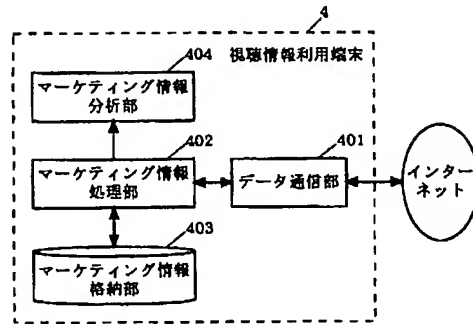 4
404 視聴情報利用端末
マーケティング情報
分析部
402
401
マーケティング情報
処理部
データ通信部
インター
ネット
403
マーケティング情報
格納部